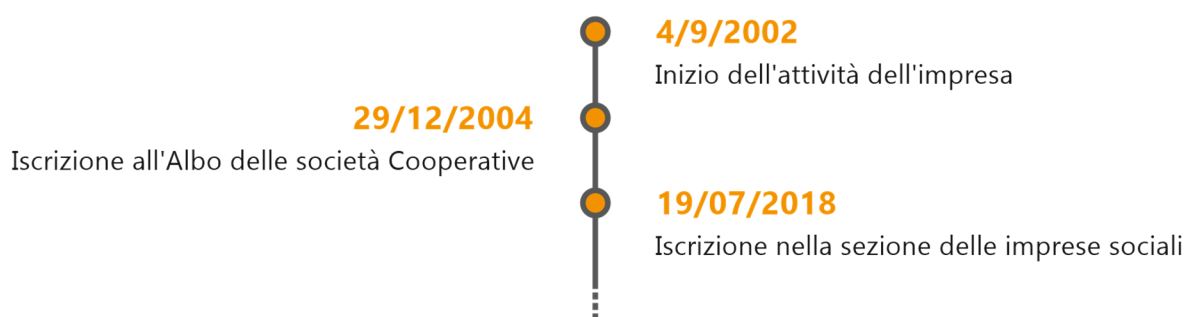 4/9/2002
Inizio dell'attività dell'impresa
29/12/2004
Iscrizione all'Albo delle società Cooperative
19/07/2018
Iscrizione nella sezione delle imprese sociali